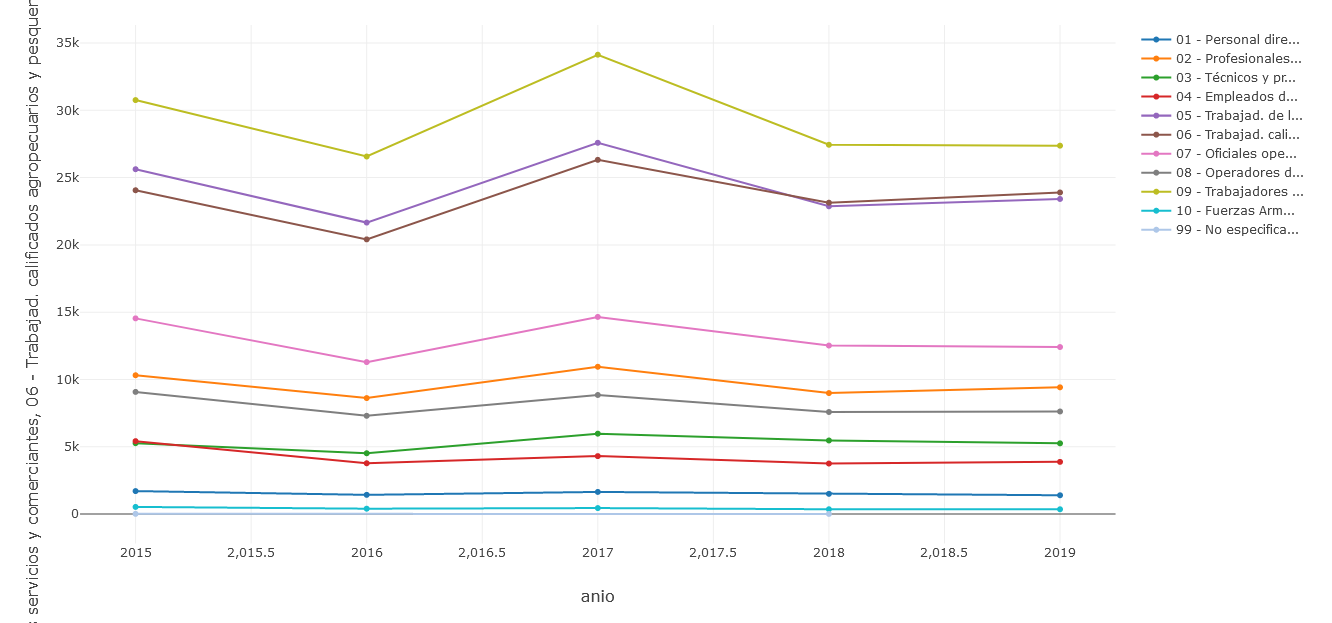 s servicios y comerciantes, 06 - Trabajad. calificados agropecuarios y pesquer
35k
30k
25k
20k
15k
10k
5k
0
2015
2,015.5
2016
2,016.5
2017
2,017.5
2018
2,018.5
2019
anio
01 - Personal dire...
02 - Profesionales...
03 - Técnicos y pr...
04 - Empleados d...
05 - Trabajad. de l...
06 - Trabajad. cali...
07 - Oficiales ope...
08 - Operadores d...
09 - Trabajadores ...
10 - Fuerzas Arm...
99 - No especifica...